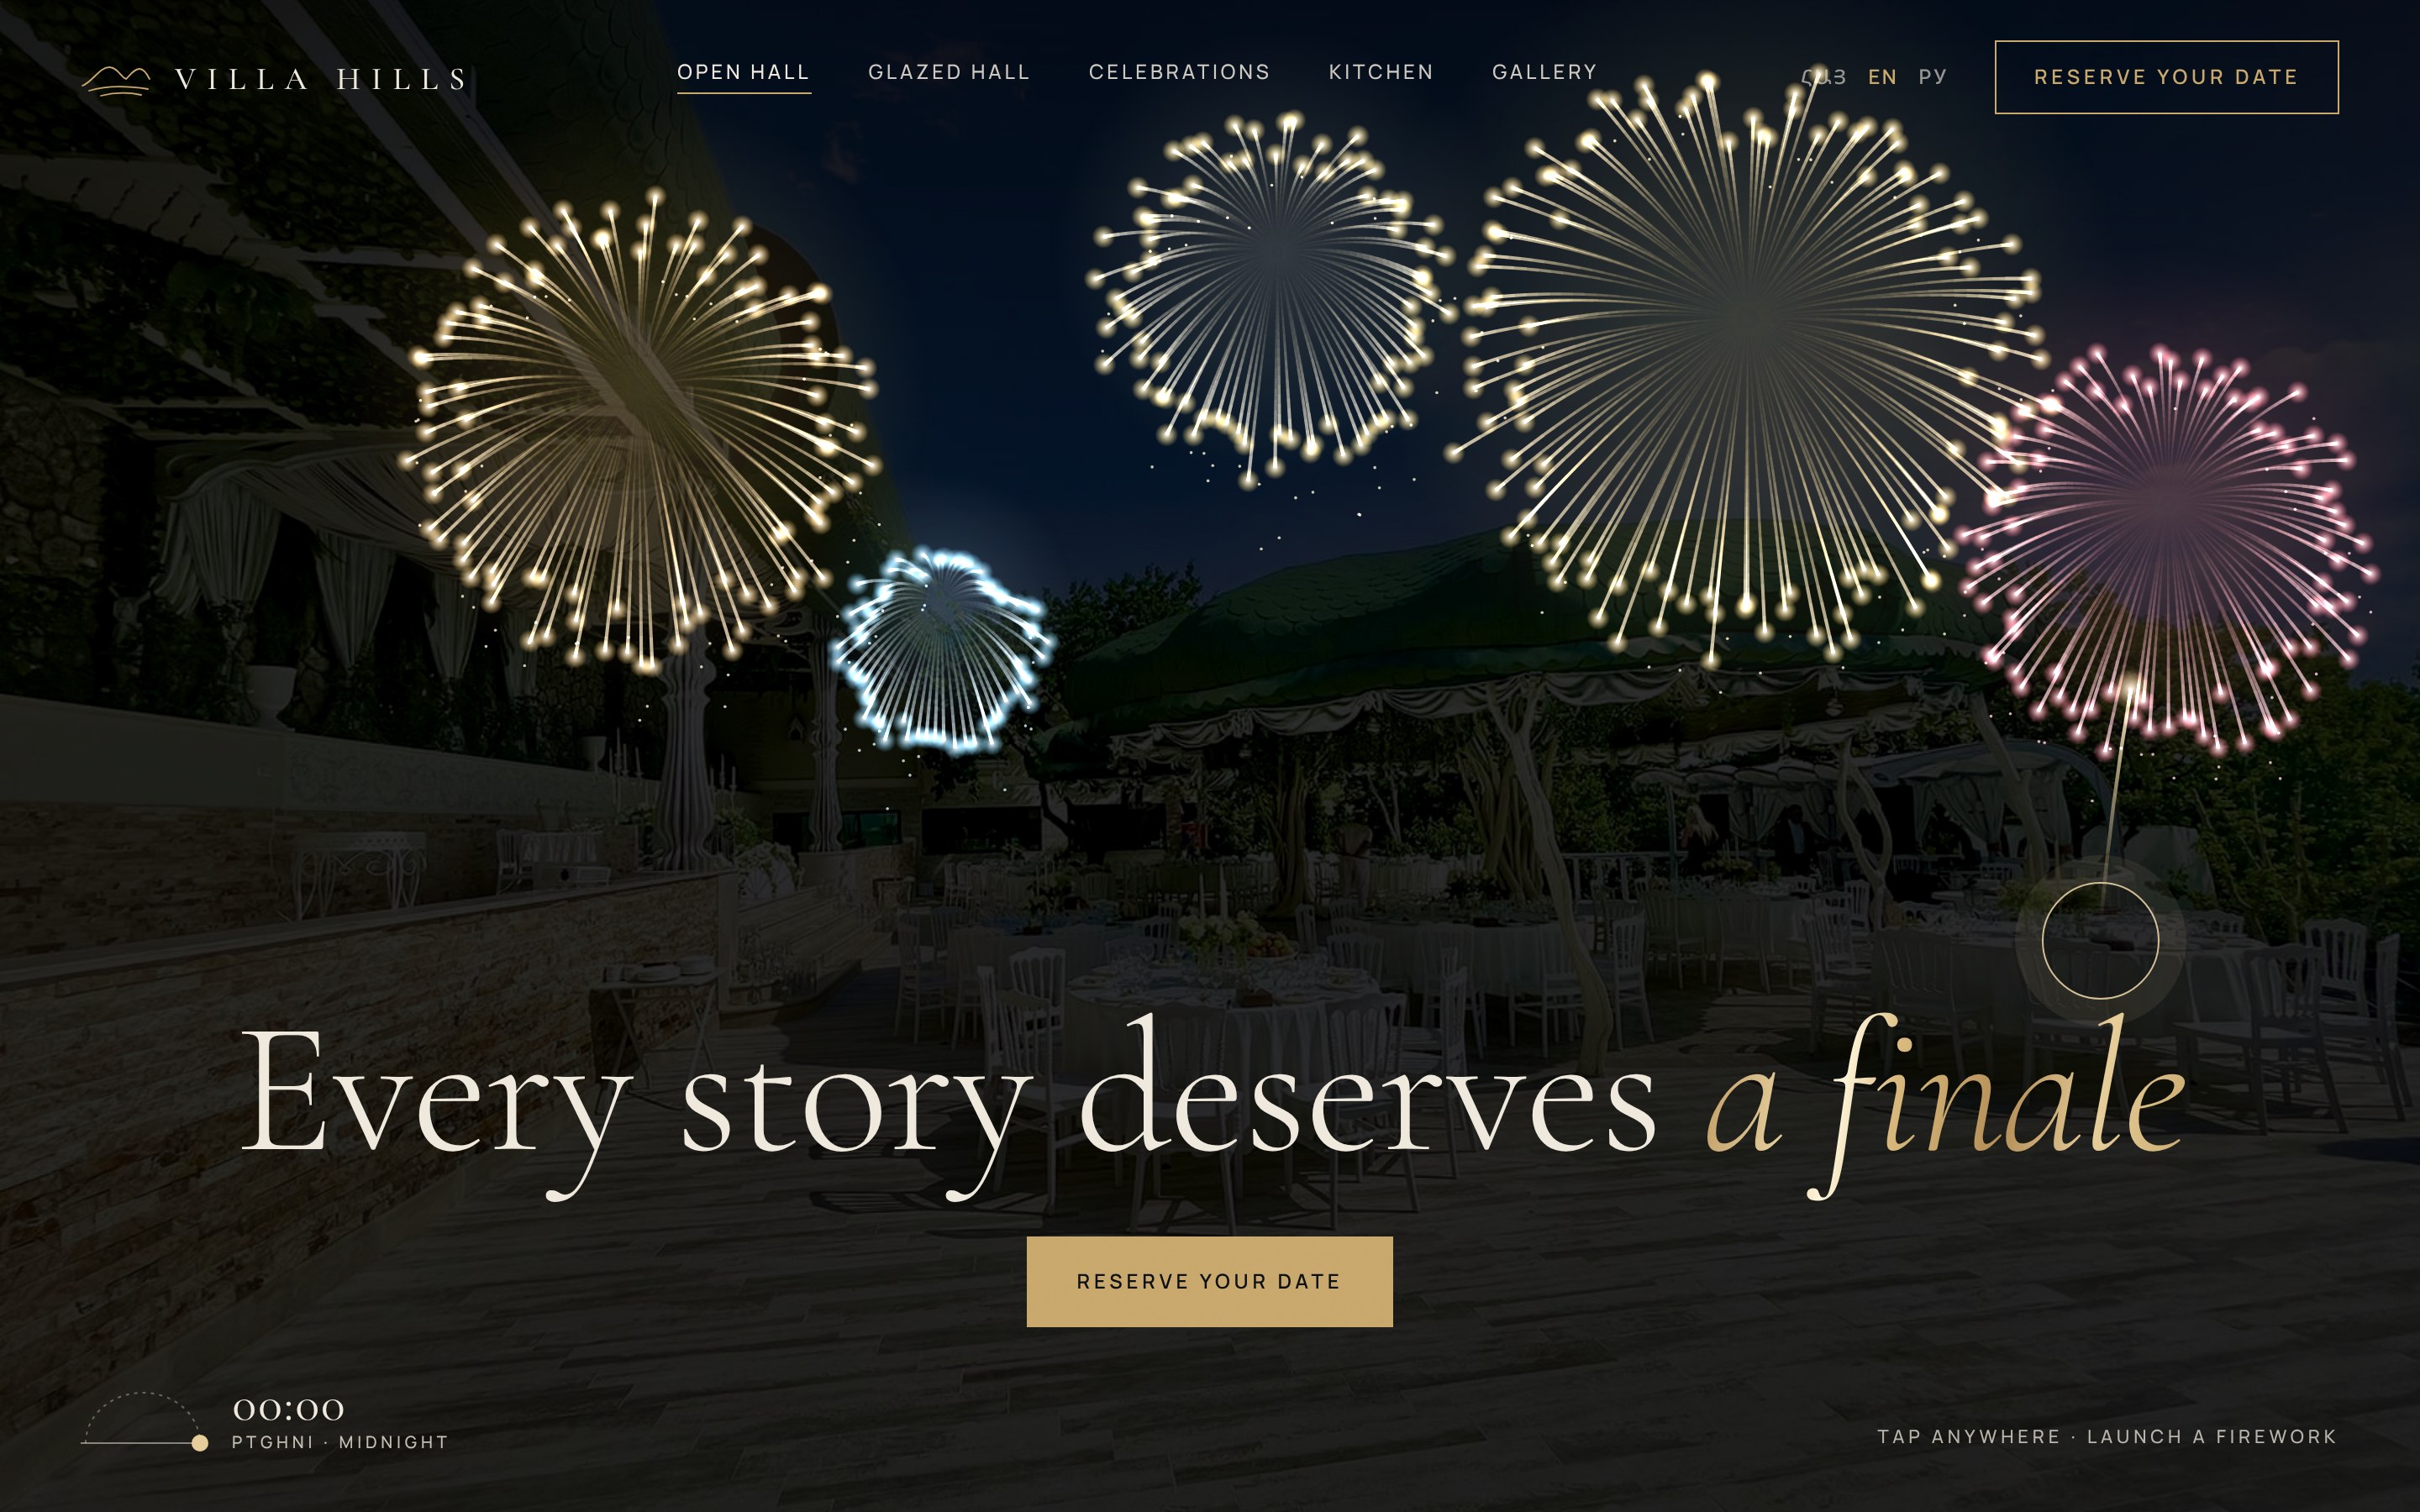 VILLA HILLS
OPEN HALL
GLAZED HALL
CELEBRATIONS
KITCHEN
GALLERY
EN
РУ
RESERVE YOUR DATE
Every story deserves a finale
RESERVE YOUR DATE
00:00
PTGHNI · MIDNIGHT
TAP ANYWHERE · LAUNCH A FIREWORK